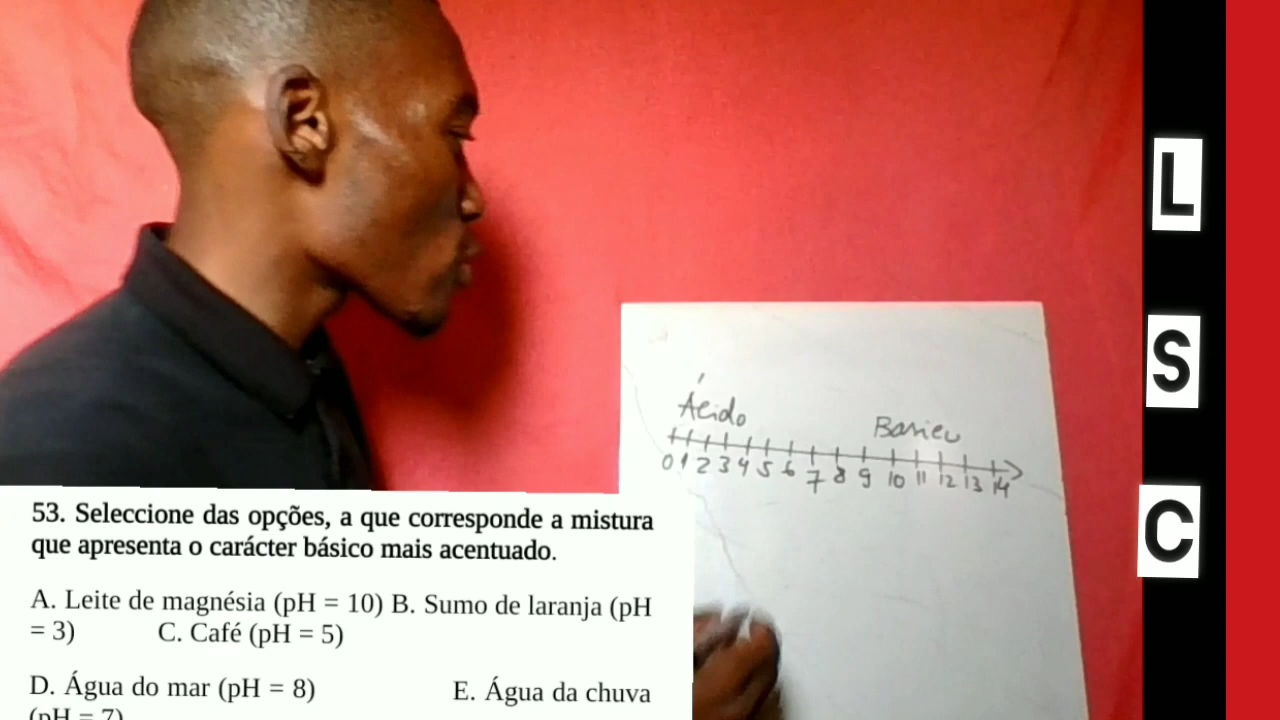 Ácido
Basico
0 1 2 3 4 5 6 7 8 9 10 11 12 13 14
L
S
C
53. Seleccione das opções, a que corresponde a mistura
que apresenta o carácter básico mais acentuado.
A. Leite de magnésia (pH = 10) B. Sumo de laranja (pH
= 3) C. Café (pH = 5)
D. Água do mar (pH = 8) E. Água da chuva
(pH = 7)